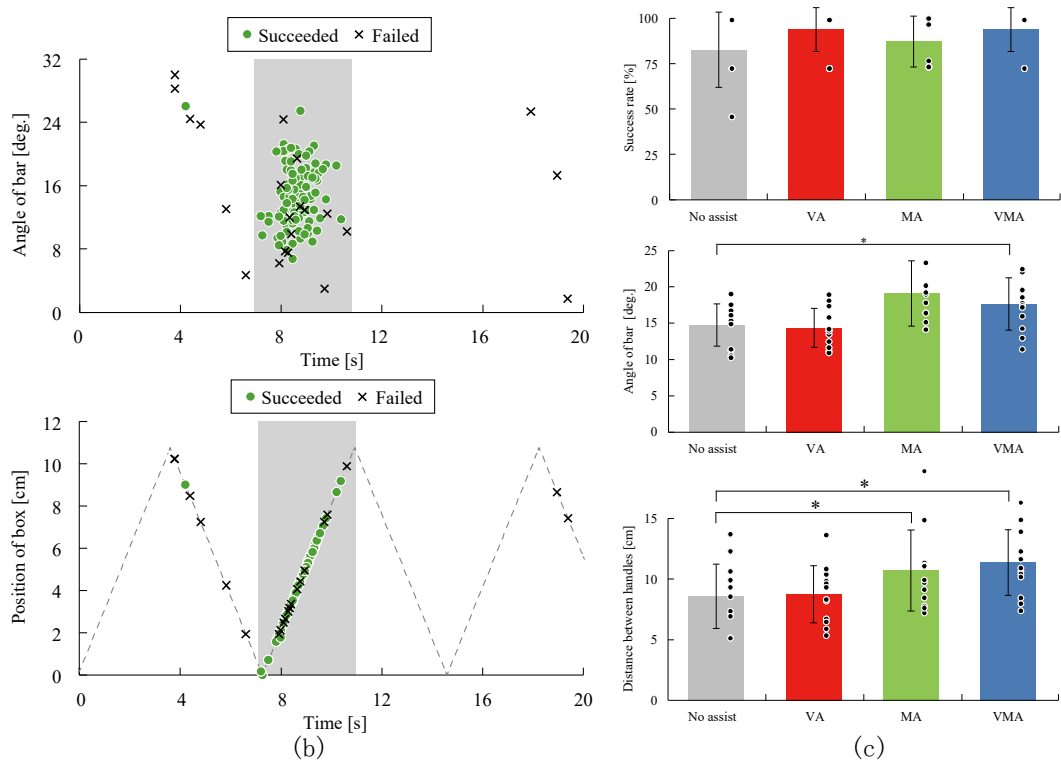 Succeeded Failed
32
24
16
8
0
Angle of bar [deg.]
0 4 8 12 16 20
Time [s]
Succeeded Failed
12
10
8
6
4
2
0
Position of box [cm]
0 4 8 12 16 20
Time [s]
(b)
100
75
50
25
0
Success rate [%]
No assist VA MA VMA
*
25
20
15
10
5
0
Angle of bar [deg.]
No assist VA MA VMA
*
*
15
10
5
0
Distance between handles [cm]
No assist VA MA VMA
(c)